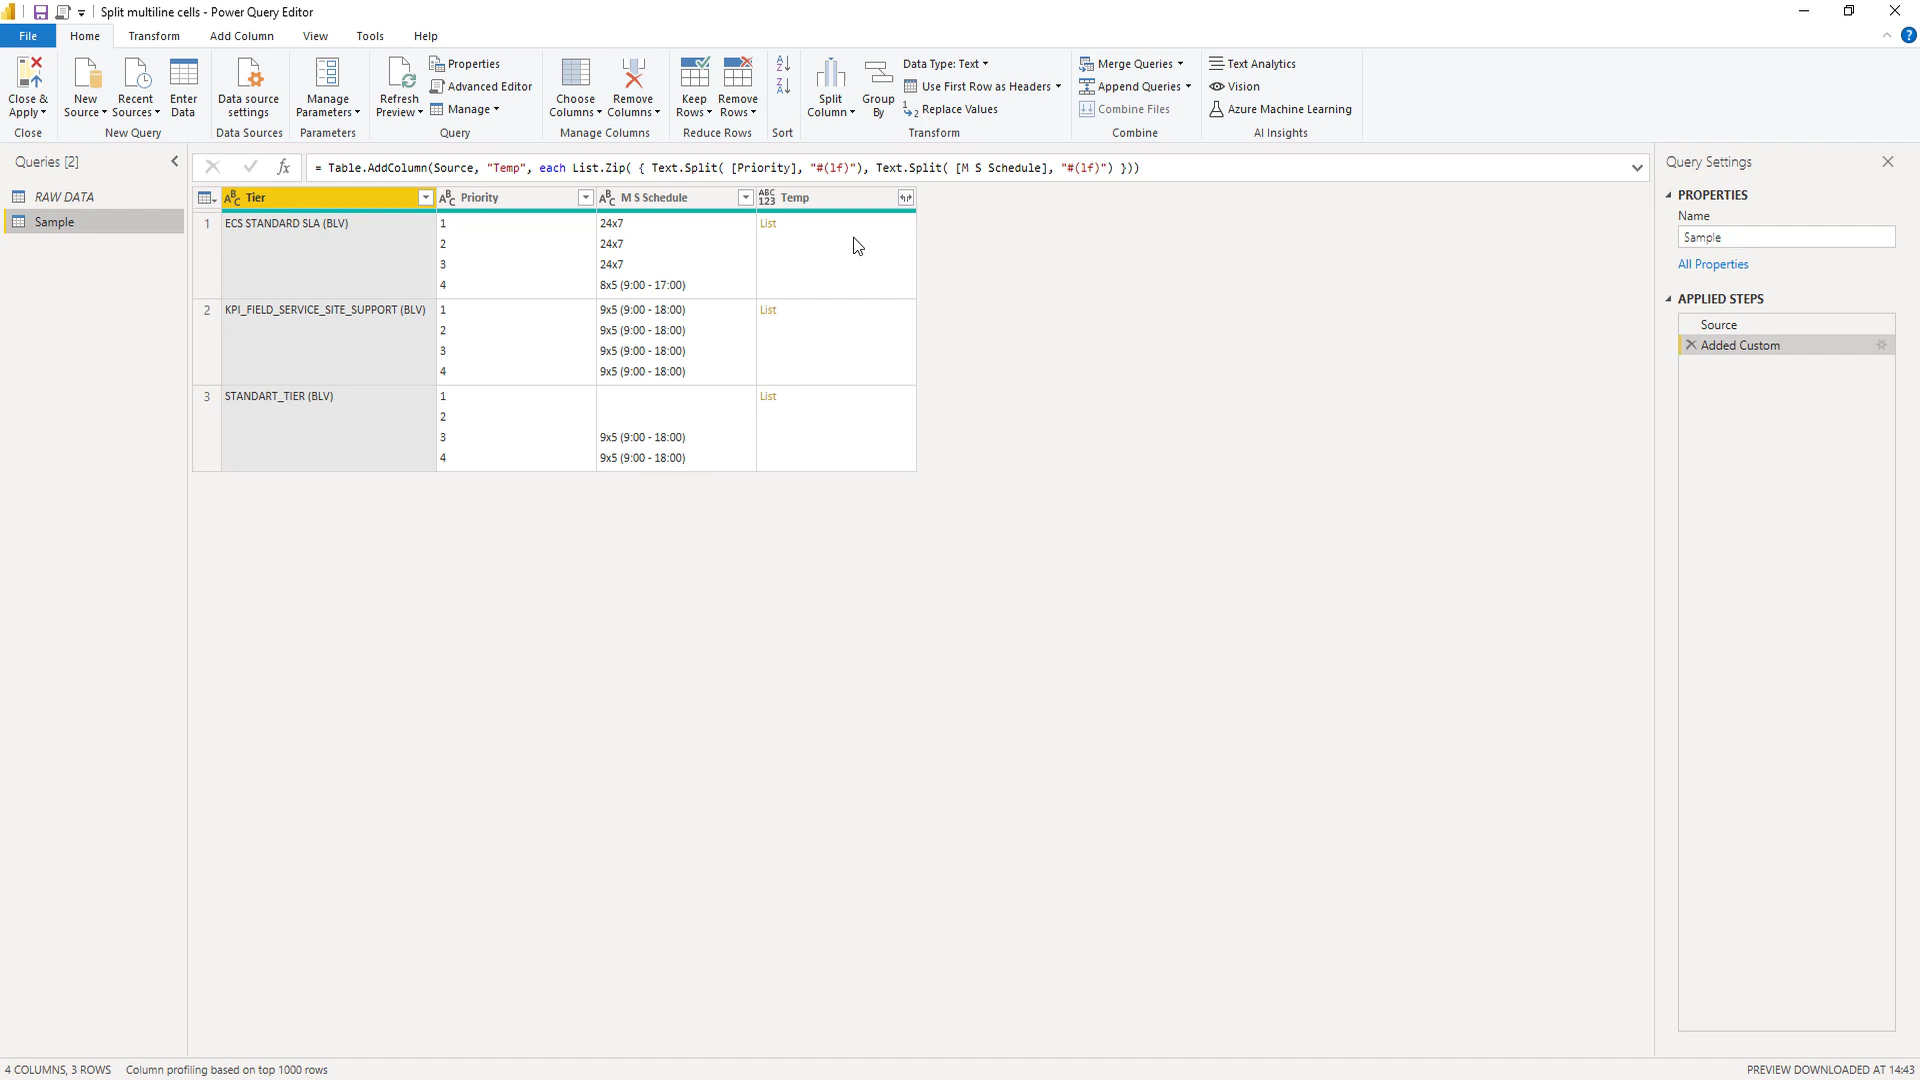 Split multiline cells - Power Query Editor
File Home Transform Add Column View Tools Help
Close & Apply
Close
New Source
Recent Sources
Enter Data
New Query
Data source settings
Data Sources
Manage Parameters
Parameters
Refresh Preview
Properties
Advanced Editor
Manage
Query
Choose Columns
Remove Columns
Manage Columns
Keep Rows
Remove Rows
Reduce Rows
Sort
Split Column
Group By
Data Type: Text
Use First Row as Headers
Replace Values
Transform
Merge Queries
Append Queries
Combine Files
Combine
Text Analytics
Vision
Azure Machine Learning
AI Insights
Queries [2]
RAW DATA
Sample
= Table.AddColumn(Source, "Temp", each List.Zip( { Text.Split( [Priority], "#(lf)"), Text.Split( [M S Schedule], "#(lf)") }))
Tier Priority M S Schedule ABC 123 Temp
1 ECS STANDARD SLA (BLV) 1 24x7 List
2 24x7
3 24x7
4 8x5 (9:00 - 17:00)
2 KPI_FIELD_SERVICE_SITE_SUPPORT (BLV) 1 9x5 (9:00 - 18:00) List
2 9x5 (9:00 - 18:00)
3 9x5 (9:00 - 18:00)
4 9x5 (9:00 - 18:00)
3 STANDART_TIER (BLV) 1 List
2
3 9x5 (9:00 - 18:00)
4 9x5 (9:00 - 18:00)
Query Settings
PROPERTIES
Name
Sample
All Properties
APPLIED STEPS
Source
Added Custom
4 COLUMNS, 3 ROWS Column profiling based on top 1000 rows
PREVIEW DOWNLOADED AT 14:43